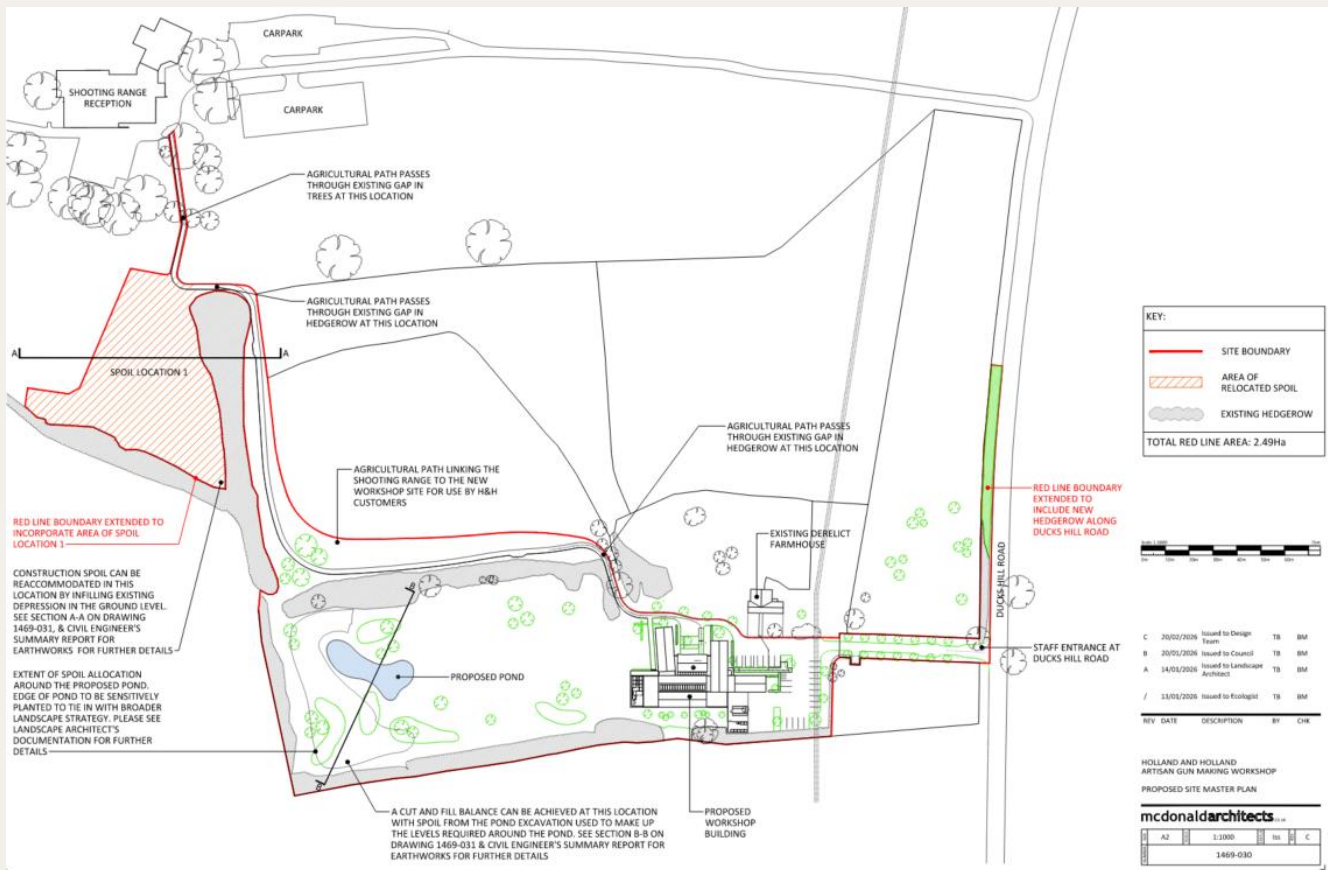 CARPARK
SHOOTING RANGE
RECEPTION
CARPARK
AGRICULTURAL PATH PASSES
THROUGH EXISTING GAP IN
TREES AT THIS LOCATION
AGRICULTURAL PATH PASSES
THROUGH EXISTING GAP IN
HEDGEROW AT THIS LOCATION
A
A
SPOIL LOCATION 1
AGRICULTURAL PATH PASSES
THROUGH EXISTING GAP IN
HEDGEROW AT THIS LOCATION
AGRICULTURAL PATH LINKING THE
SHOOTING RANGE TO THE NEW
WORKSHOP SITE FOR USE BY H&H
CUSTOMERS
RED LINE BOUNDARY EXTENDED TO
INCORPORATE AREA OF SPOIL
LOCATION 1
EXISTING DERELICT
FARMHOUSE
RED LINE BOUNDARY
EXTENDED TO
INCLUDE NEW
HEDGEROW ALONG
DUCKS HILL ROAD
DUCKS HILL ROAD
CONSTRUCTION SPOIL CAN BE
REACCOMMODATED IN THIS
LOCATION BY INFILLING EXISTING
DEPRESSION IN THE GROUND LEVEL.
SEE SECTION A-A ON DRAWING
1469-031, & CIVIL ENGINEER'S
SUMMARY REPORT FOR
EARTHWORKS FOR FURTHER DETAILS
B
STAFF ENTRANCE AT
DUCKS HILL ROAD
EXTENT OF SPOIL ALLOCATION
AROUND THE PROPOSED POND.
EDGE OF POND TO BE SENSITIVELY
PLANTED TO TIE IN WITH BROADER
LANDSCAPE STRATEGY. PLEASE SEE
LANDSCAPE ARCHITECT'S
DOCUMENTATION FOR FURTHER
DETAILS
PROPOSED POND
B
A CUT AND FILL BALANCE CAN BE ACHIEVED AT THIS LOCATION
WITH SPOIL FROM THE POND EXCAVATION USED TO MAKE UP
THE LEVELS REQUIRED AROUND THE POND. SEE SECTION B-B ON
DRAWING 1469-031 & CIVIL ENGINEER'S SUMMARY REPORT FOR
EARTHWORKS FOR FURTHER DETAILS
PROPOSED
WORKSHOP
BUILDING
KEY:
SITE BOUNDARY
AREA OF
RELOCATED SPOIL
EXISTING HEDGEROW
TOTAL RED LINE AREA: 2.49Ha
C 20/02/2026 Issued to Design Team TB BM
B 20/01/2026 Issued to Council TB BM
A 14/01/2026 Issued to Landscape Architect TB BM
/ 13/01/2026 Issued to Ecologist TB BM
REV DATE DESCRIPTION BY CHK
HOLLAND AND HOLLAND
ARTISAN GUN MAKING WORKSHOP
PROPOSED SITE MASTER PLAN
mcdonaldarchitects
A2 1:1000 Iss C
1469-030